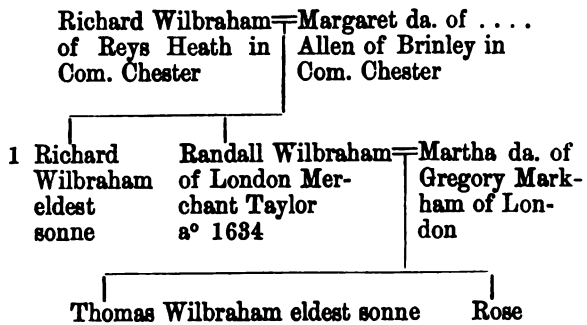 Richard Wilbraham=Margaret da. of . . . .
of Reys Heath in Allen of Brinley in
Com. Chester Com. Chester
1 Richard Randall Wilbraham=Martha da. of
Wilbraham of London Mer- Gregory Mark-
eldest chant Taylor ham of Lon-
sonne aº 1634 don
Thomas Wilbraham eldest sonne Rose